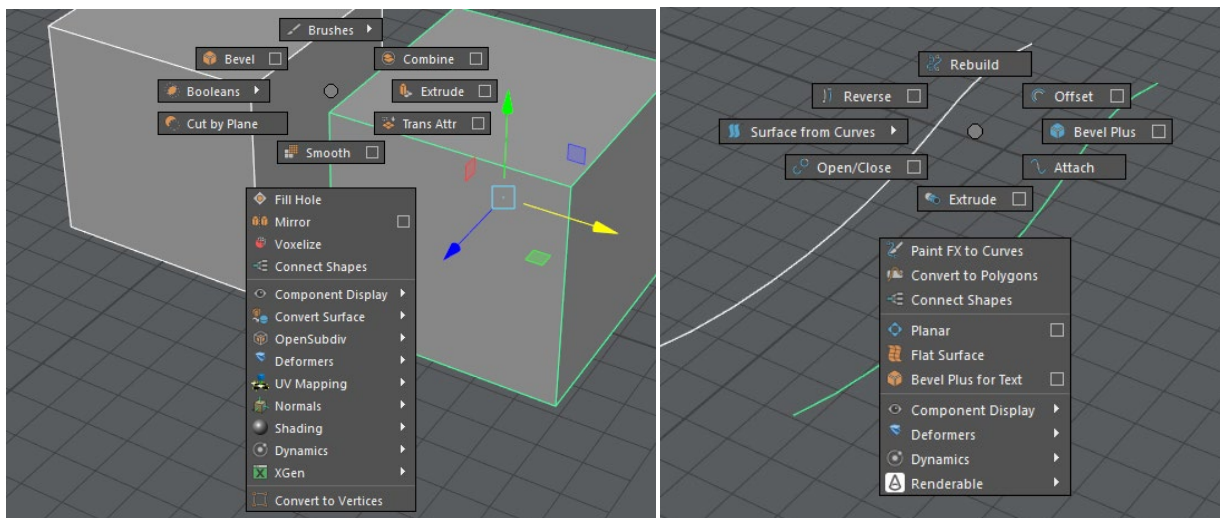 Brushes
Bevel
Combine
Booleans
Extrude
Cut by Plane
Trans Attr
Smooth
Fill Hole
Mirror
Voxelize
Connect Shapes
Component Display
Convert Surface
OpenSubdiv
Deformers
UV Mapping
Normals
Shading
Dynamics
XGen
Convert to Vertices
Rebuild
Reverse
Offset
Surface from Curves
Bevel Plus
Open/Close
Attach
Extrude
Paint FX to Curves
Convert to Polygons
Connect Shapes
Planar
Flat Surface
Bevel Plus for Text
Component Display
Deformers
Dynamics
Renderable